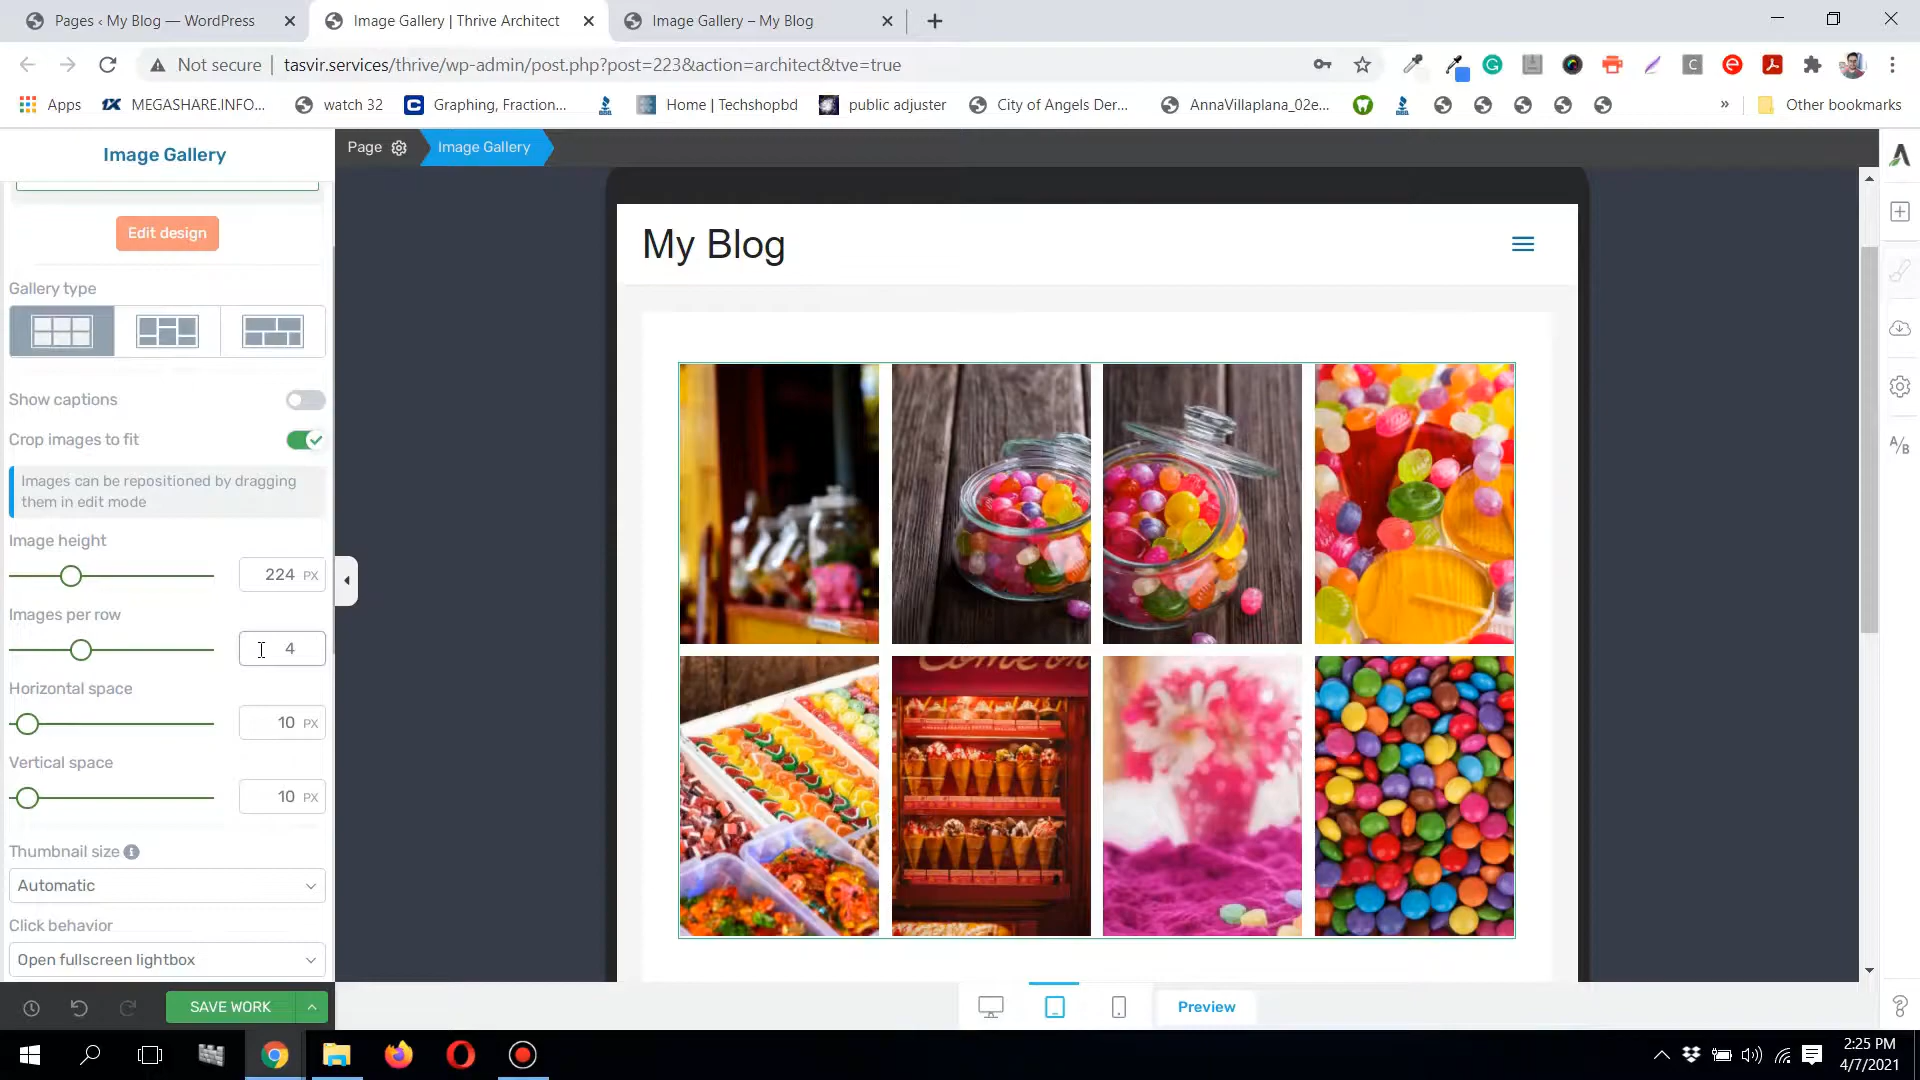 Pages ‹ My Blog — WordPress
Image Gallery | Thrive Architect
Image Gallery – My Blog
Not secure
tasvir.services/thrive/wp-admin/post.php?post=223&action=architect&tve=true
Apps
MEGASHARE.INFO...
watch 32
Graphing, Fraction...
Home | Techshopbd
public adjuster
City of Angels Der...
AnnaVillaplana_02e...
»
Other bookmarks
Image Gallery
Page
Image Gallery
Edit design
Gallery type
Show captions
Crop images to fit
Images can be repositioned by dragging
them in edit mode
Image height
224 PX
Images per row
4
Horizontal space
10 PX
Vertical space
10 PX
Thumbnail size
Automatic
Click behavior
Open fullscreen lightbox
SAVE WORK
My Blog
Come on
A/B
Preview
2:25 PM
4/7/2021